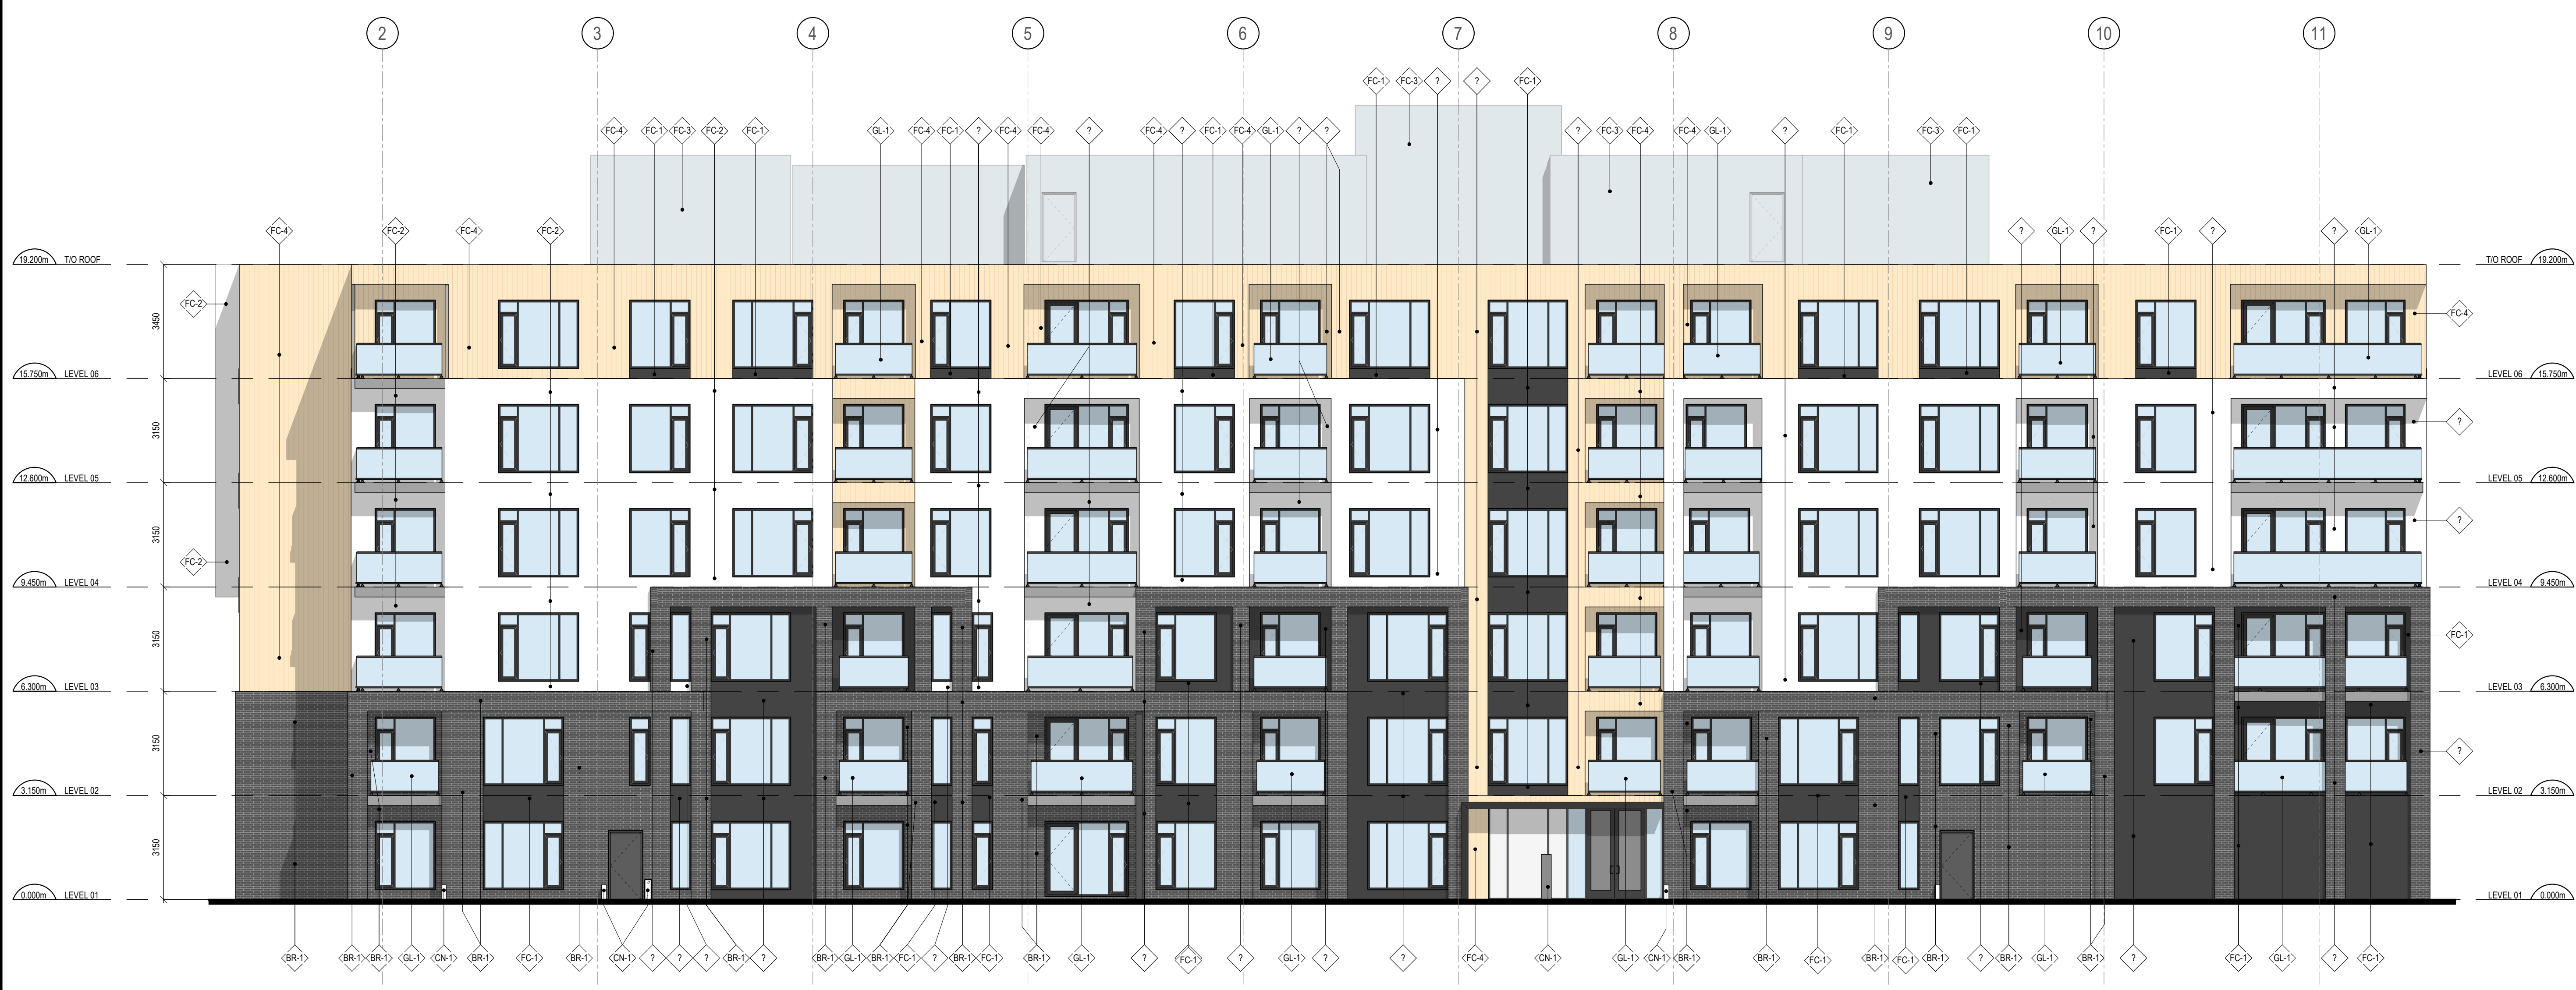 2 3 4 5 6 7 8 9 10 11
FC-1 FC-3 ? ? FC-1
FC-4 FC-1 FC-3 FC-2 FC-1 GL-1 FC-4 FC-1 ? FC-4 FC-4 ? FC-4 ? FC-1 FC-4 GL-1 ? ? ? FC-3 FC-4 FC-4 GL-1 ? FC-1 FC-3 FC-1
FC-4 FC-2 FC-4 FC-2 ? GL-1 ? FC-1 ? ? GL-1
19.200m T/O ROOF T/O ROOF 19.200m
FC-2
3450
FC-4
15.750m LEVEL 06 LEVEL 06 15.750m
3150
?
12.600m LEVEL 05 LEVEL 05 12.600m
3150
?
FC-2
9.450m LEVEL 04 LEVEL 04 9.450m
3150
FC-1
6.300m LEVEL 03 LEVEL 03 6.300m
3150
?
3.150m LEVEL 02 LEVEL 02 3.150m
3150
0.000m LEVEL 01 LEVEL 01 0.000m
BR-1 BR-1 BR-1 GL-1 CN-1 BR-1 FC-1 BR-1 CN-1 ? ? ? BR-1 ? BR-1 GL-1 BR-1 FC-1 ? BR-1 FC-1 BR-1 GL-1 ? FC-1 ? GL-1 ? ? FC-4 CN-1 GL-1 CN-1 BR-1 BR-1 FC-1 BR-1 FC-1 BR-1 ? BR-1 GL-1 BR-1 ? FC-1 GL-1 ? FC-1